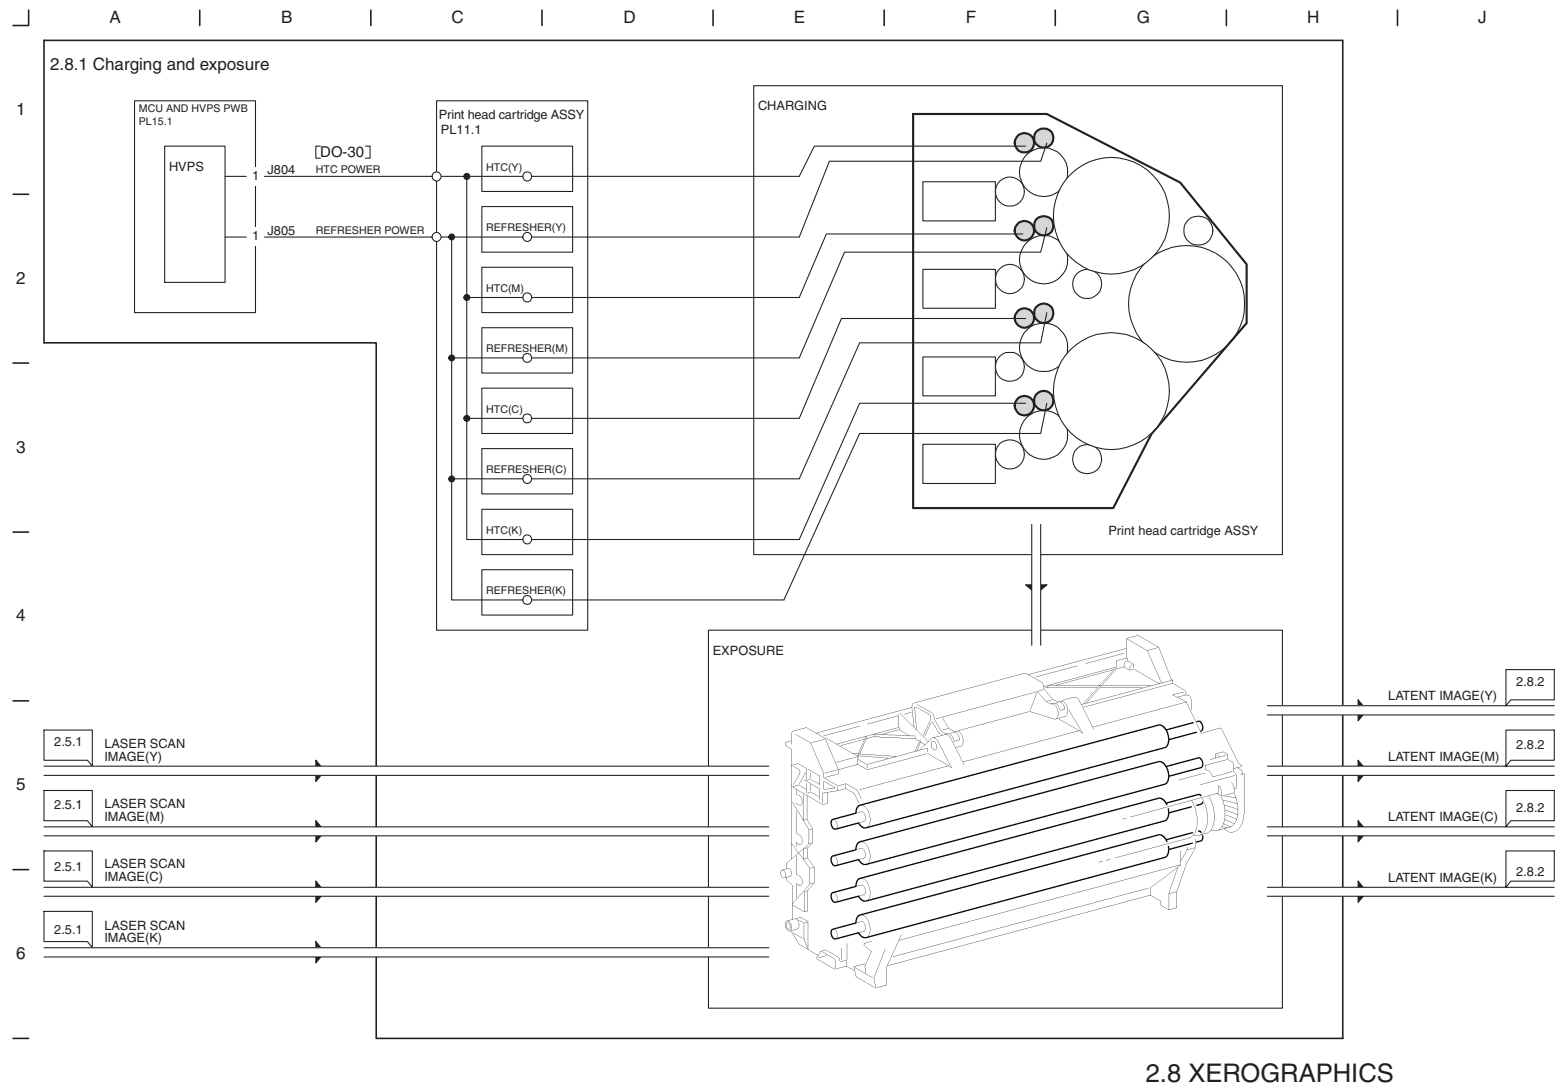 A B C D E F G H J
2.8.1 Charging and exposure
1
MCU AND HVPS PWB
PL15.1
HVPS
[DO-30]
1 J804 HTC POWER
1 J805 REFRESHER POWER
Print head cartridge ASSY
PL11.1
HTC(Y)
REFRESHER(Y)
HTC(M)
REFRESHER(M)
HTC(C)
REFRESHER(C)
HTC(K)
REFRESHER(K)
CHARGING
Print head cartridge ASSY
2
3
4
EXPOSURE
LATENT IMAGE(Y) 2.8.2
2.5.1 LASER SCAN
IMAGE(Y)
LATENT IMAGE(M) 2.8.2
5
2.5.1 LASER SCAN
IMAGE(M)
LATENT IMAGE(C) 2.8.2
2.5.1 LASER SCAN
IMAGE(C)
LATENT IMAGE(K) 2.8.2
2.5.1 LASER SCAN
IMAGE(K)
6
2.8 XEROGRAPHICS